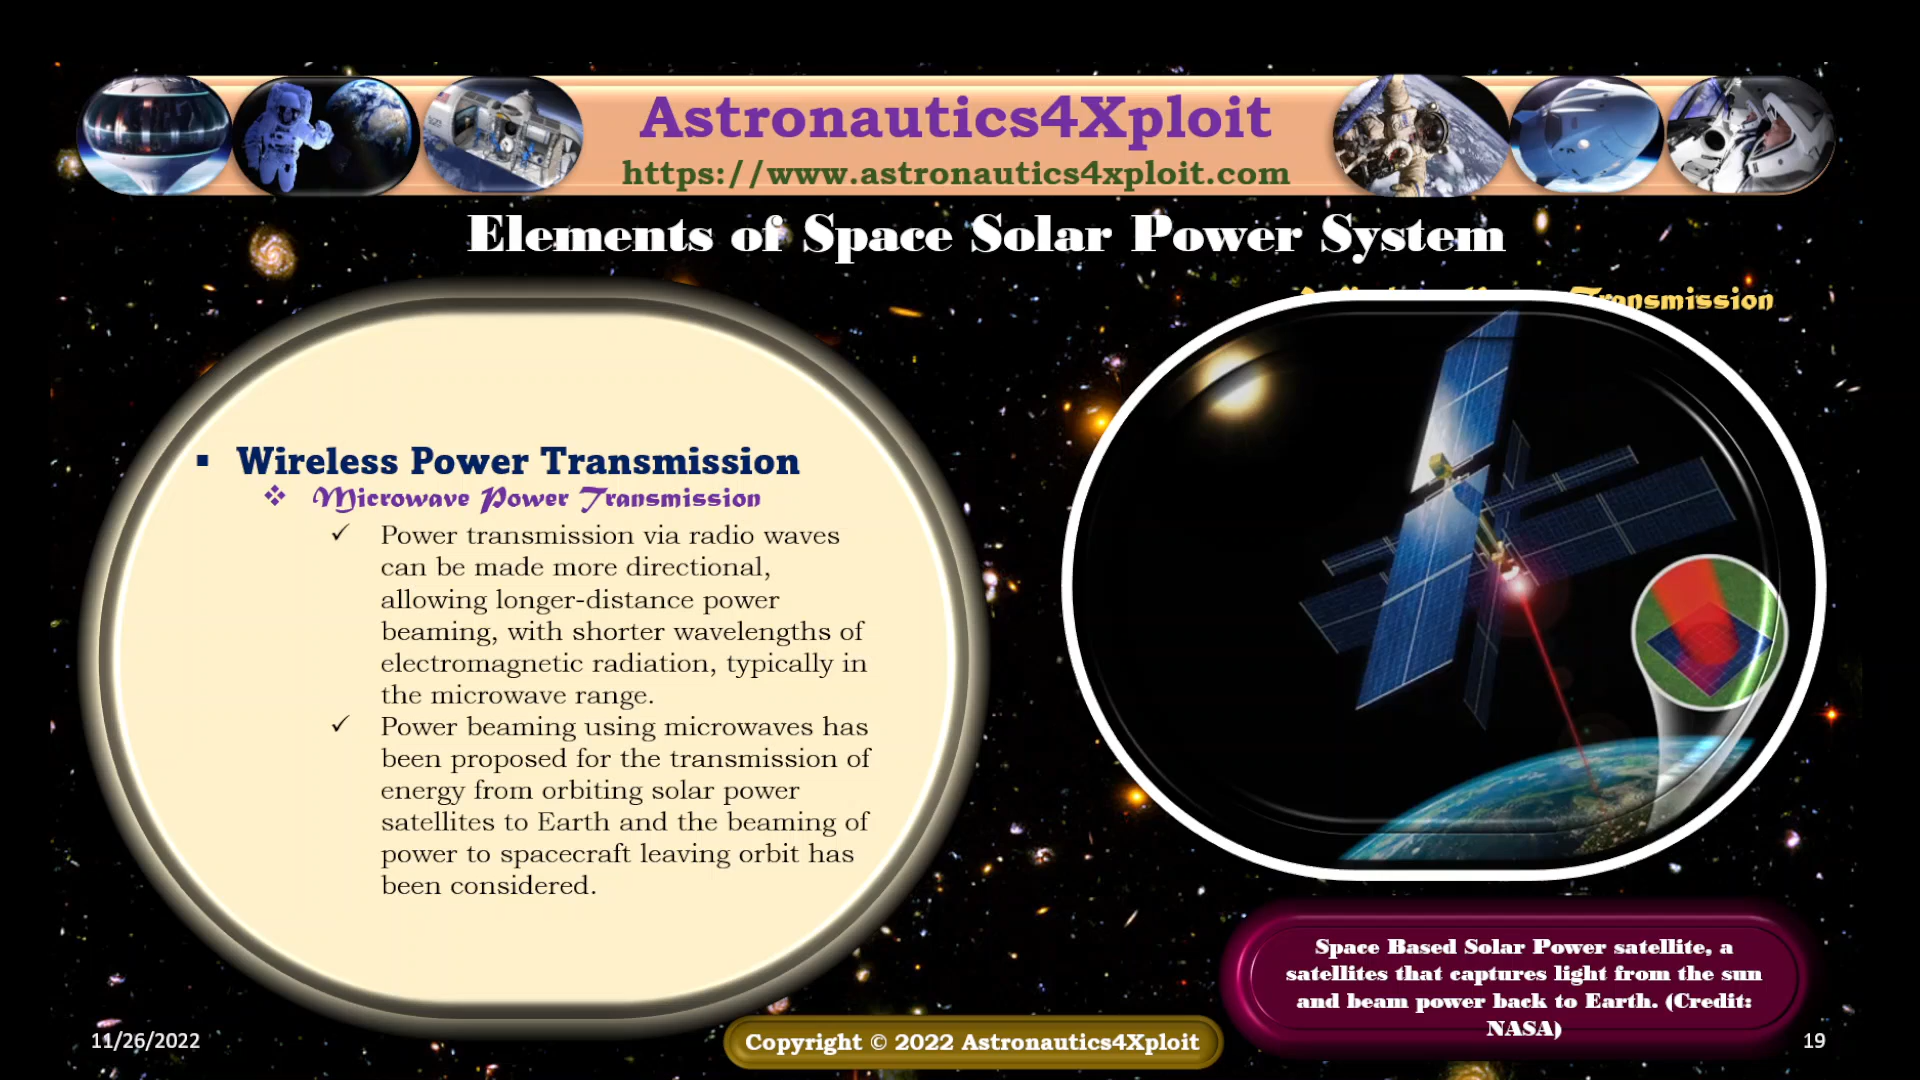 Astronautics4Xploit
https://www.astronautics4xploit.com
Elements of Space Solar Power System
Transmission
▪ Wireless Power Transmission
❖ Microwave Power Transmission
✓ Power transmission via radio waves
can be made more directional,
allowing longer-distance power
beaming, with shorter wavelengths of
electromagnetic radiation, typically in
the microwave range.
✓ Power beaming using microwaves has
been proposed for the transmission of
energy from orbiting solar power
satellites to Earth and the beaming of
power to spacecraft leaving orbit has
been considered.
Space Based Solar Power satellite, a
satellites that captures light from the sun
and beam power back to Earth. (Credit:
NASA)
11/26/2022
Copyright © 2022 Astronautics4Xploit
19